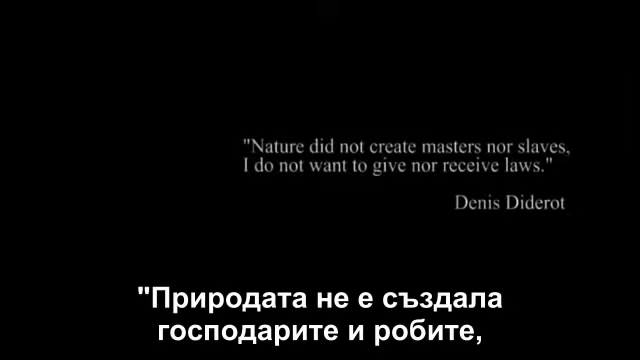 "Nature did not create masters nor slaves,
I do not want to give nor receive laws."
Denis Diderot
"Природата не е създала
господарите и робите,